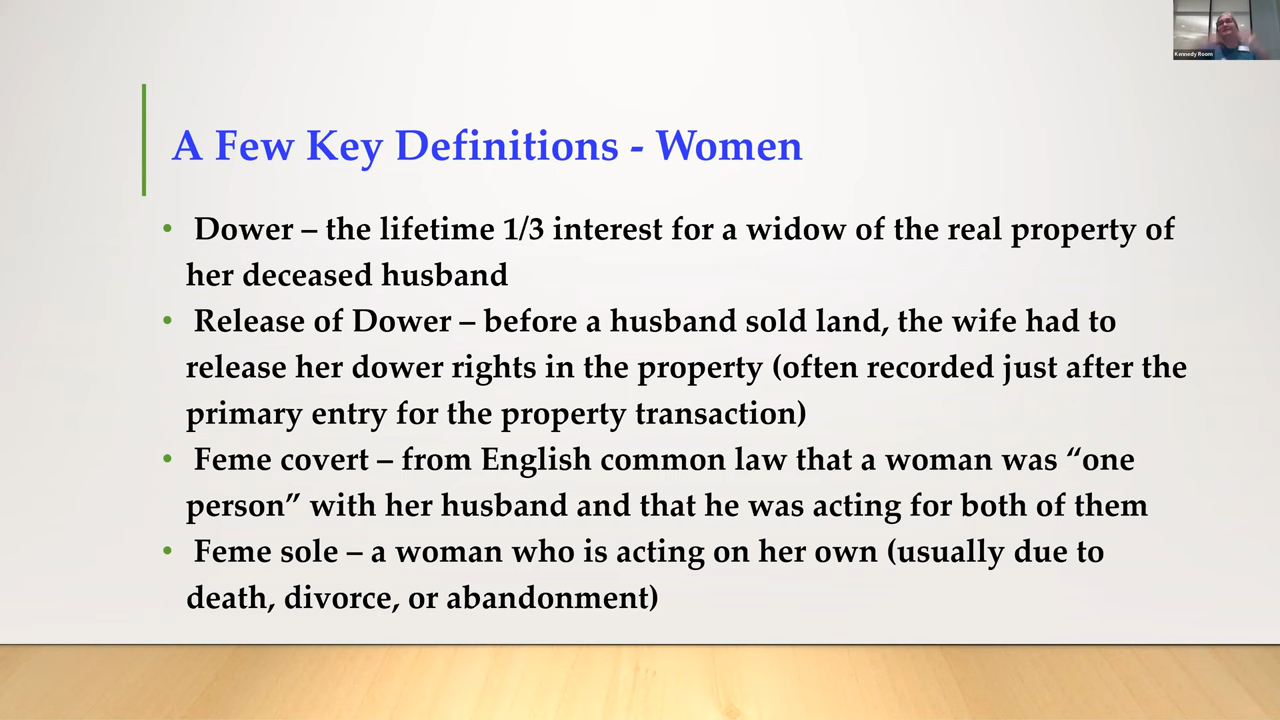 Kennedy Room
A Few Key Definitions - Women
• Dower – the lifetime 1/3 interest for a widow of the real property of
her deceased husband
• Release of Dower – before a husband sold land, the wife had to
release her dower rights in the property (often recorded just after the
primary entry for the property transaction)
• Feme covert – from English common law that a woman was “one
person” with her husband and that he was acting for both of them
• Feme sole – a woman who is acting on her own (usually due to
death, divorce, or abandonment)